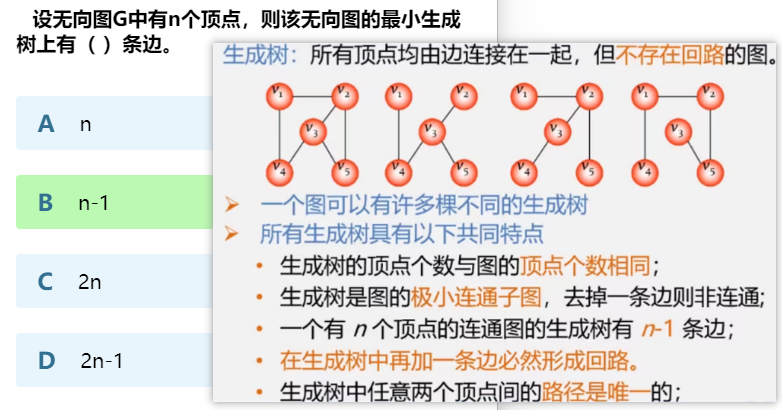 设无向图G中有n个顶点，则该无向图的最小生成
树上有（ ）条边。
A n
B n-1
C 2n
D 2n-1
生成树：所有顶点均由边连接在一起，但不存在回路的图。
v₁ v₂ v₁ v₂ v₁ v₂ v₁ v₂
v₃ v₃ v₃ v₃
v₄ v₅ v₄ v₅ v₄ v₅ v₄ v₅
➢ 一个图可以有许多棵不同的生成树
➢ 所有生成树具有以下共同特点
• 生成树的顶点个数与图的顶点个数相同；
• 生成树是图的极小连通子图，去掉一条边则非连通；
• 一个有 n 个顶点的连通图的生成树有 n-1 条边；
• 在生成树中再加一条边必然形成回路。
• 生成树中任意两个顶点间的路径是唯一的；